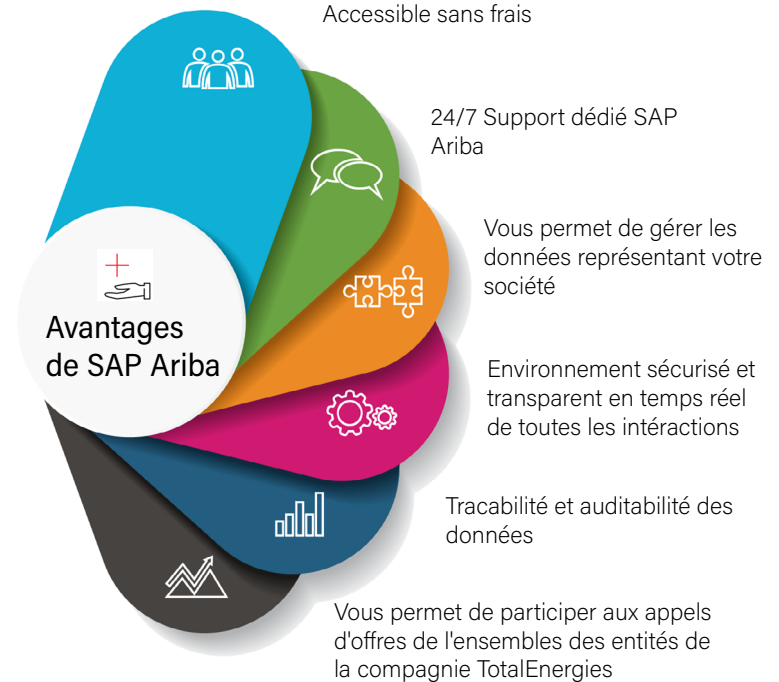 Accessible sans frais
24/7 Support dédié SAP
Ariba
Vous permet de gérer les
données représentant votre
société
Avantages
de SAP Ariba
Environnement sécurisé et
transparent en temps réel
de toutes les intéractions
Tracabilité et auditabilité des
données
Vous permet de participer aux appels
d'offres de l'ensembles des entités de
la compagnie TotalEnergies